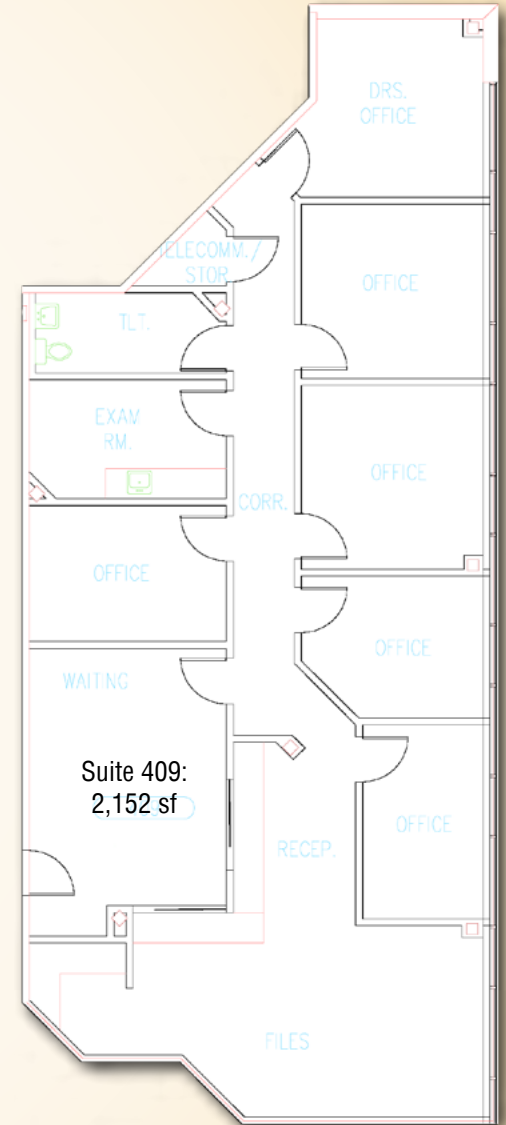 DRS.
OFFICE
TELECOMM./
STOR
OFFICE
TLT.
EXAM
RM.
OFFICE
CORR.
OFFICE
OFFICE
WAITING
Suite 409:
2,152 sf
OFFICE
RECEP.
FILES